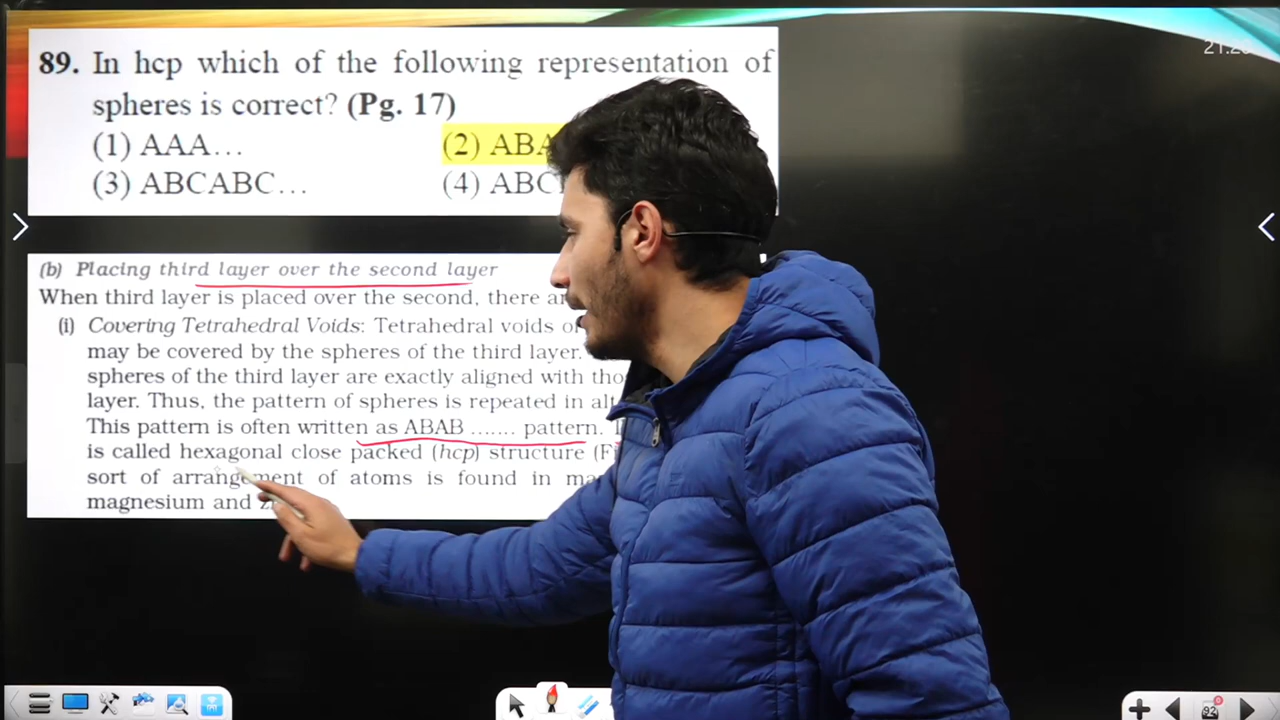 89. In hcp which of the following representation of
spheres is correct? (Pg. 17)
(1) AAA...
(2) ABA
(3) ABCABC...
(4) ABC
(b) Placing third layer over the second layer
When third layer is placed over the second, there
(i) Covering Tetrahedral Voids: Tetrahedral voids
may be covered by the spheres of the third layer.
spheres of the third layer are exactly aligned with
layer. Thus, the pattern of spheres is repeated in
This pattern is often written as ABAB ....... pattern.
is called hexagonal close packed (hcp) structure
sort of arrangement of atoms is found in
magnesium and
92